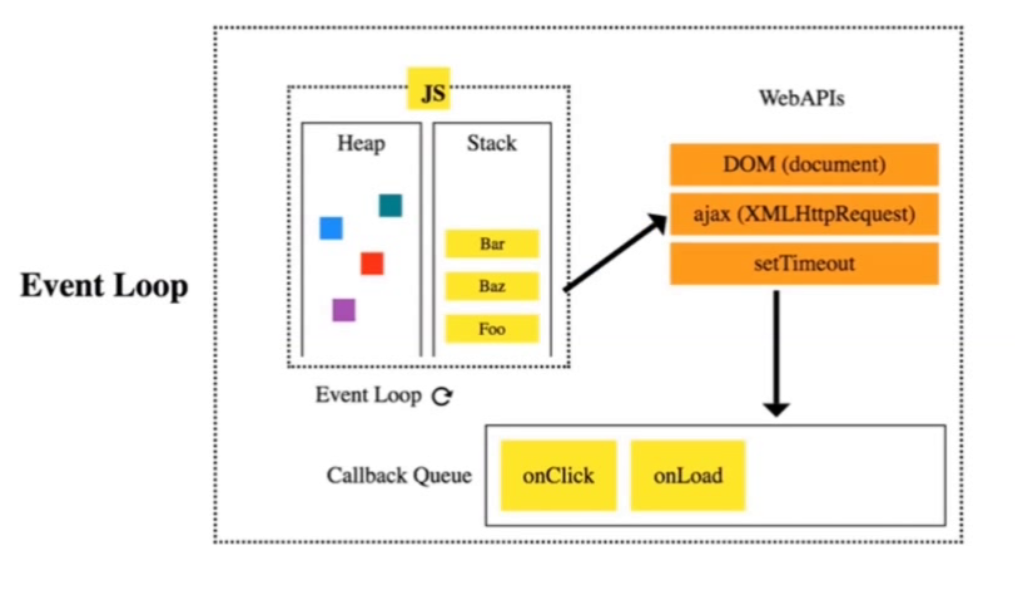 Event Loop
JS
Heap
Stack
Bar
Baz
Foo
Event Loop
WebAPIs
DOM (document)
ajax (XMLHttpRequest)
setTimeout
Callback Queue
onClick
onLoad